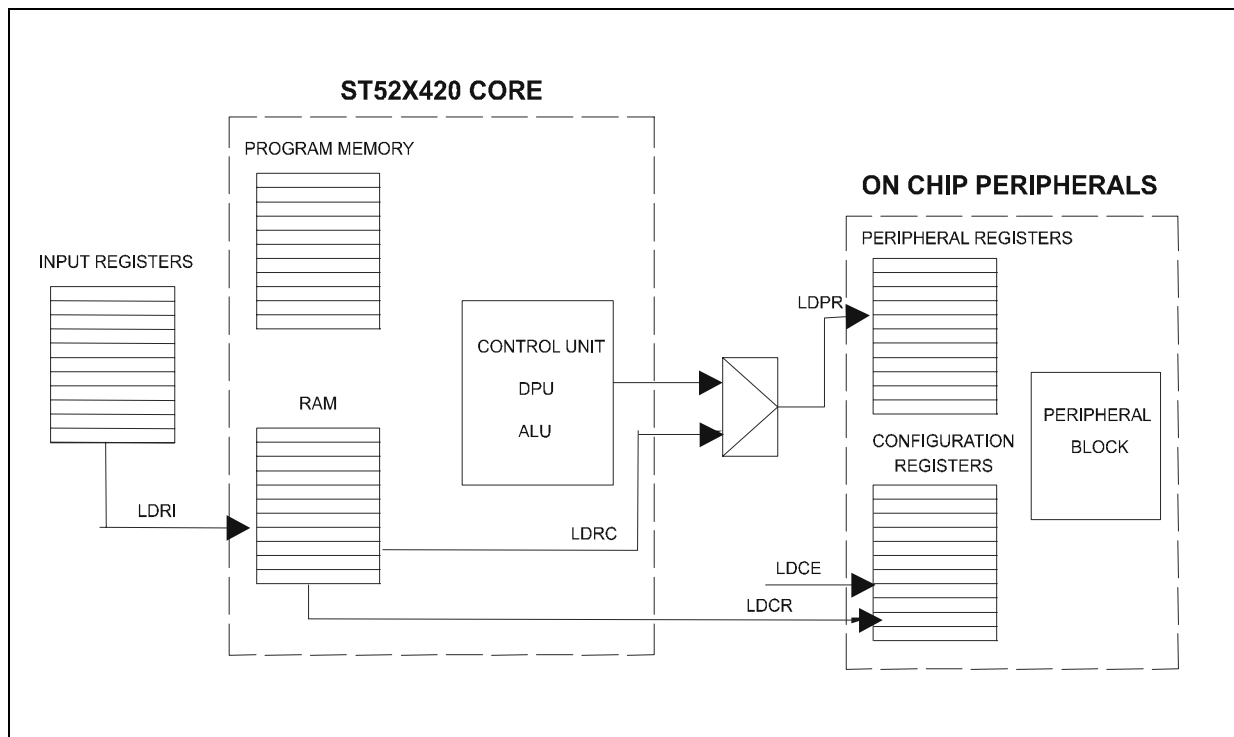 ST52X420 CORE
PROGRAM MEMORY
ON CHIP PERIPHERALS
PERIPHERAL REGISTERS
INPUT REGISTERS
LDPR
CONTROL UNIT
DPU
ALU
RAM
PERIPHERAL
BLOCK
CONFIGURATION
REGISTERS
LDRI
LDRC
LDCE
LDCR